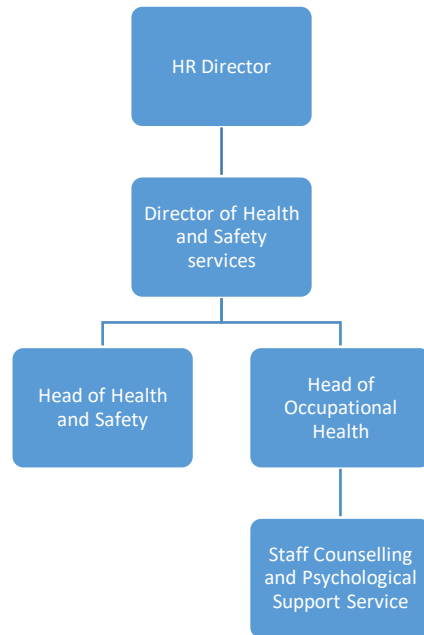 HR Director
Director of Health
and Safety
services
Head of Health
and Safety
Head of
Occupational
Health
Staff Counselling
and Psychological
Support Service